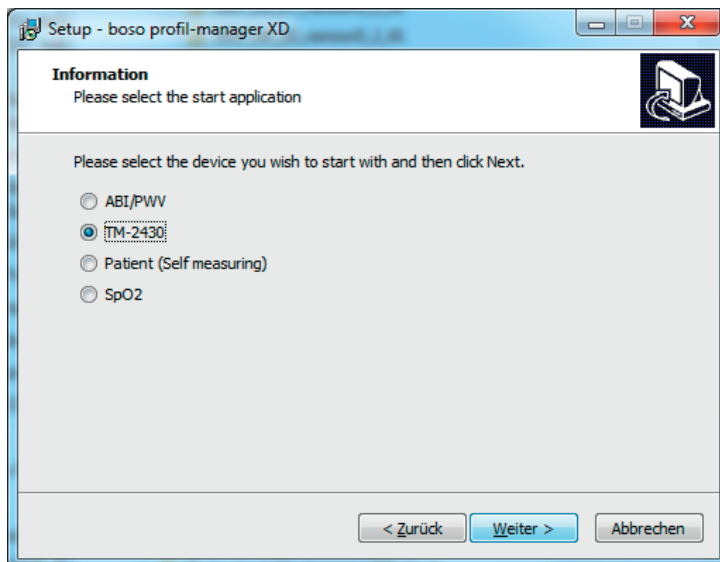 Setup - boso profil-manager XD
Information
Please select the start application
Please select the device you wish to start with and then click Next.
ABI/PWV
TM-2430
Patient (Self measuring)
SpO2
< Zurück
Weiter >
Abbrechen